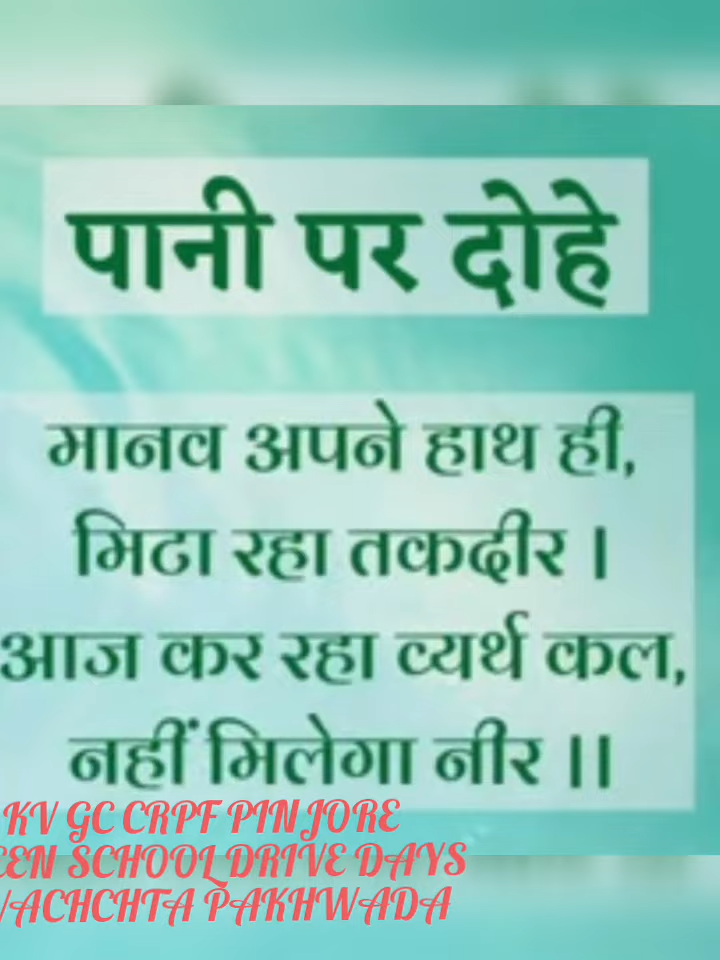 पानी पर दोहे
मानव अपने हाथ ही,
मिटा रहा तकदीर ।
आज कर रहा व्यर्थ कल,
नहीं मिलेगा नीर ।।
KV GC CRPF PINJORE
SCHOOL DRIVE DAYS
PAKHWADA